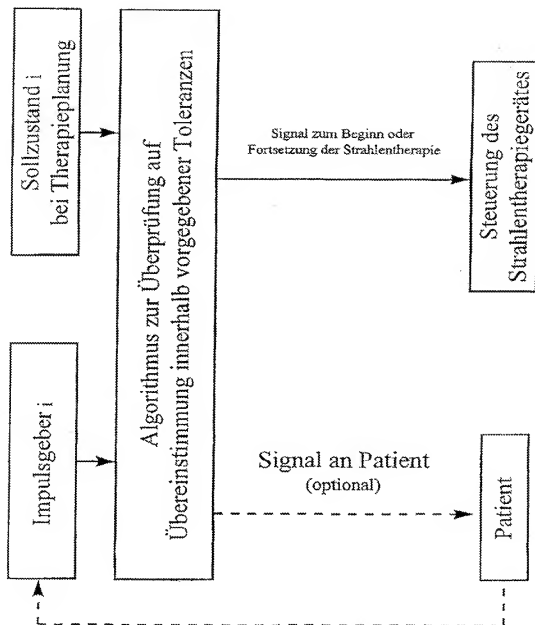 Sollzustand i
bei Therapieplanung
Impulsgeber i
Algorithmus zur Überprüfung auf
Übereinstimmung innerhalb vorgegebener Toleranzen
Signal zum Beginn oder
Fortsetzung der Strahlentherapie
Signal an Patient
(optional)
Steuerung des
Strahlentherapiegerätes
Patient